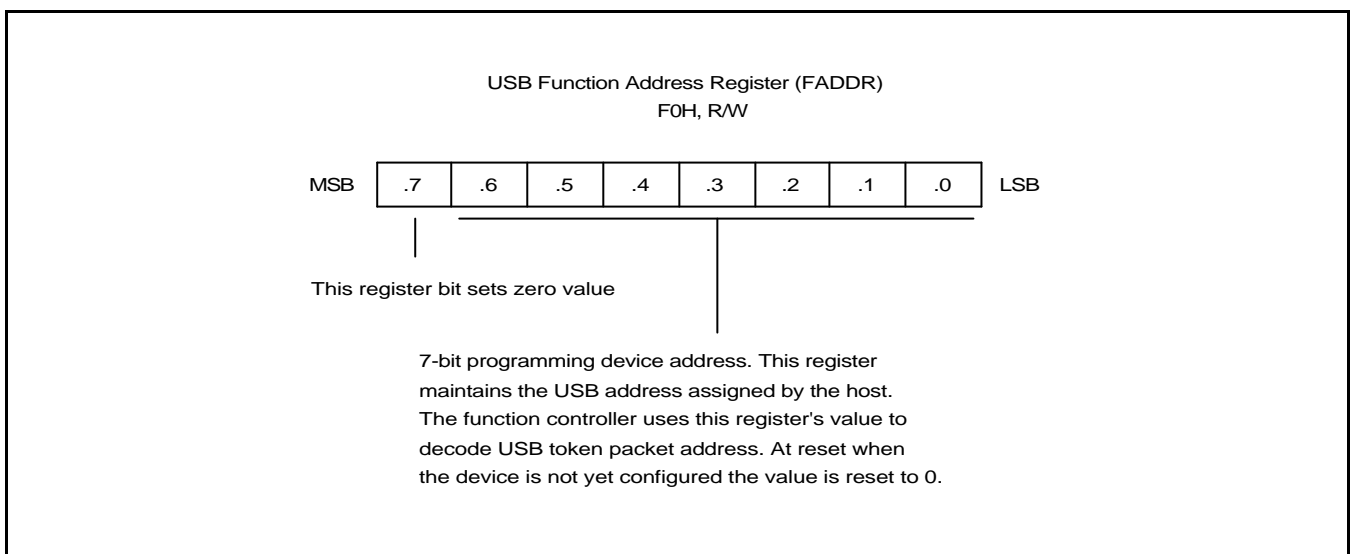 USB Function Address Register (FADDR)
F0H, R/W
MSB .7 .6 .5 .4 .3 .2 .1 .0 LSB
This register bit sets zero value
7-bit programming device address. This register
maintains the USB address assigned by the host.
The function controller uses this register's value to
decode USB token packet address. At reset when
the device is not yet configured the value is reset to 0.